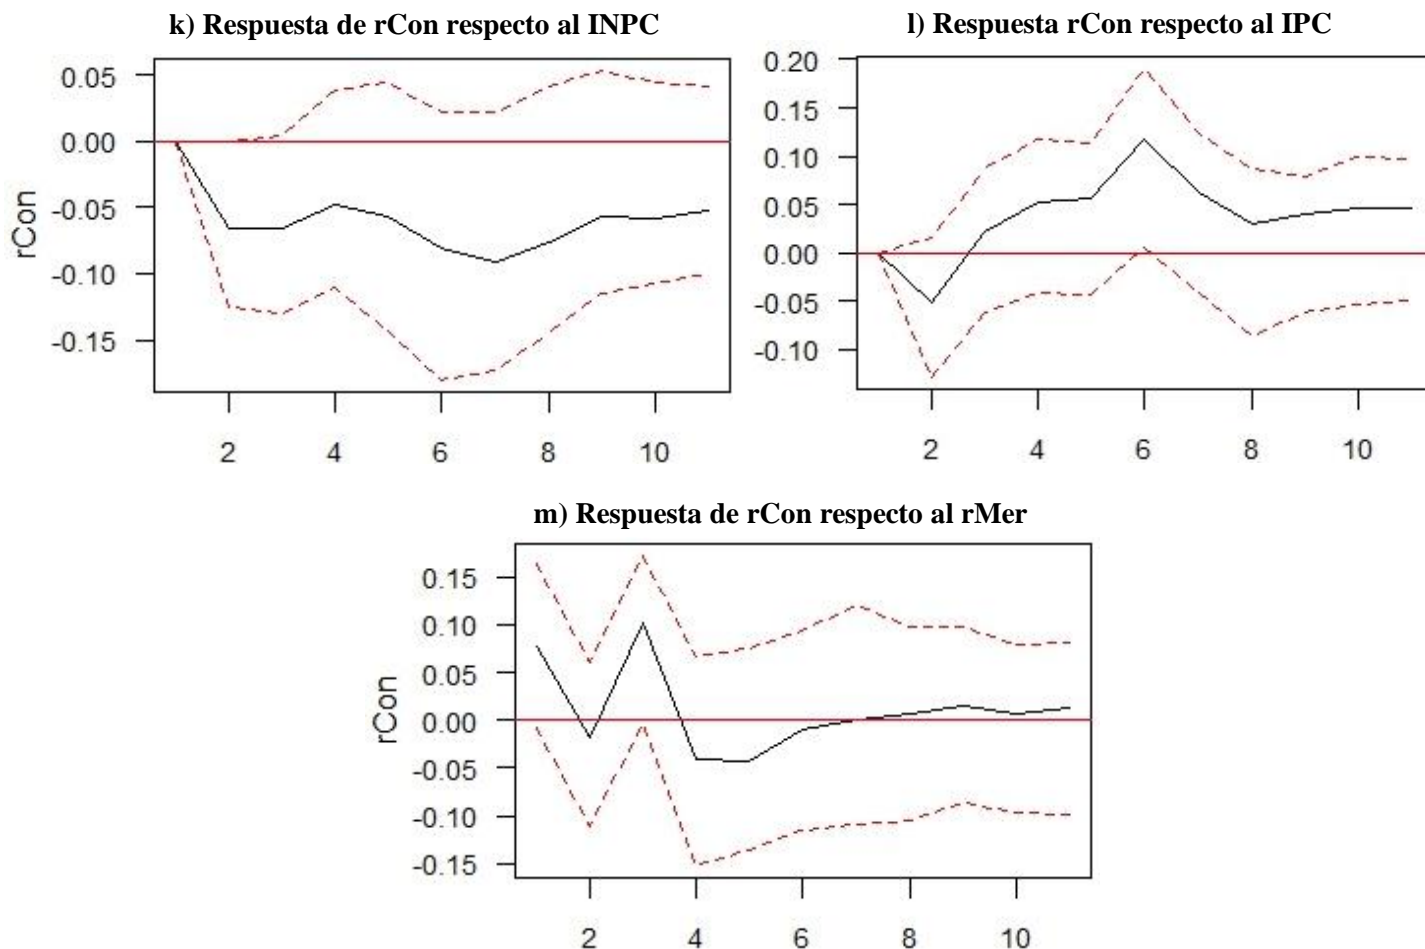 k) Respuesta de rCon respecto al INPC
0.05
0.00
-0.05
-0.10
-0.15
rCon
2 4 6 8 10
l) Respuesta rCon respecto al IPC
0.20
0.15
0.10
0.05
0.00
-0.05
-0.10
2 4 6 8 10
m) Respuesta de rCon respecto al rMer
0.15
0.10
0.05
0.00
-0.05
-0.10
-0.15
rCon
2 4 6 8 10